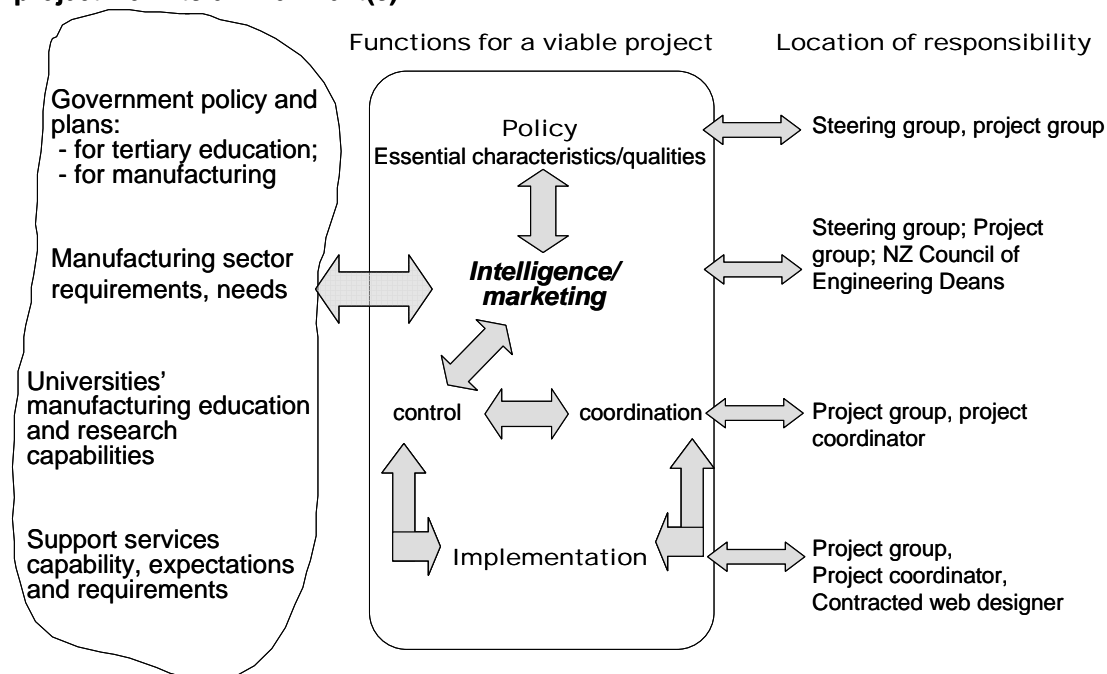 Functions for a viable project
Location of responsibility
Government policy and
plans:
- for tertiary education;
- for manufacturing
Manufacturing sector
requirements, needs
Universities'
manufacturing education
and research
capabilities
Support services
capability, expectations
and requirements
Policy
Essential characteristics/qualities
Intelligence/
marketing
control
coordination
Implementation
Steering group, project group
Steering group; Project
group; NZ Council of
Engineering Deans
Project group, project
coordinator
Project group,
Project coordinator,
Contracted web designer